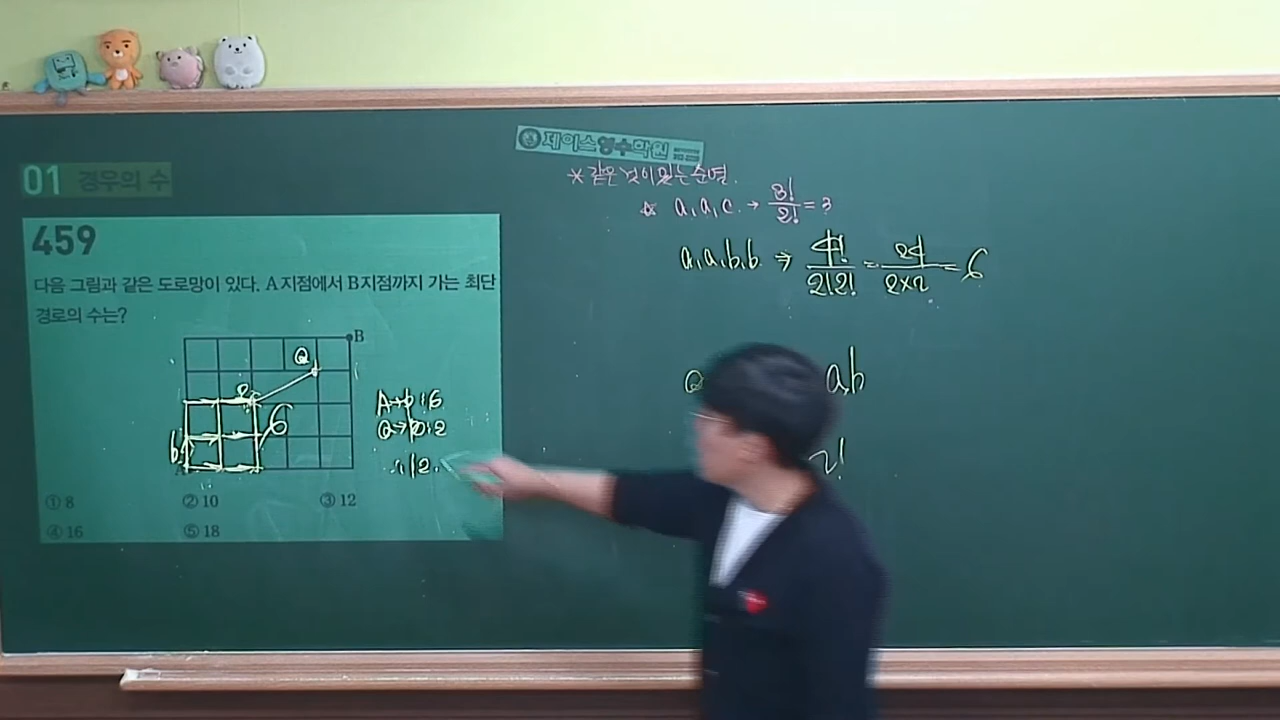 제이스영수학원
01 경우의 수
459
다음 그림과 같은 도로망이 있다. A지점에서 B지점까지 가는 최단
경로의 수는?
B
Q
6
b
A
A→P:6
Q→B:2
12
① 8 ② 10 ③ 12
④ 16 ⑤ 18
* 같은 것이 있는 순열.
☆ a, a, c. → 3!/2! = 3
a, a, b, b. ⇒ 4!/2!2! = 24/2×2 = 6
a,b
2!